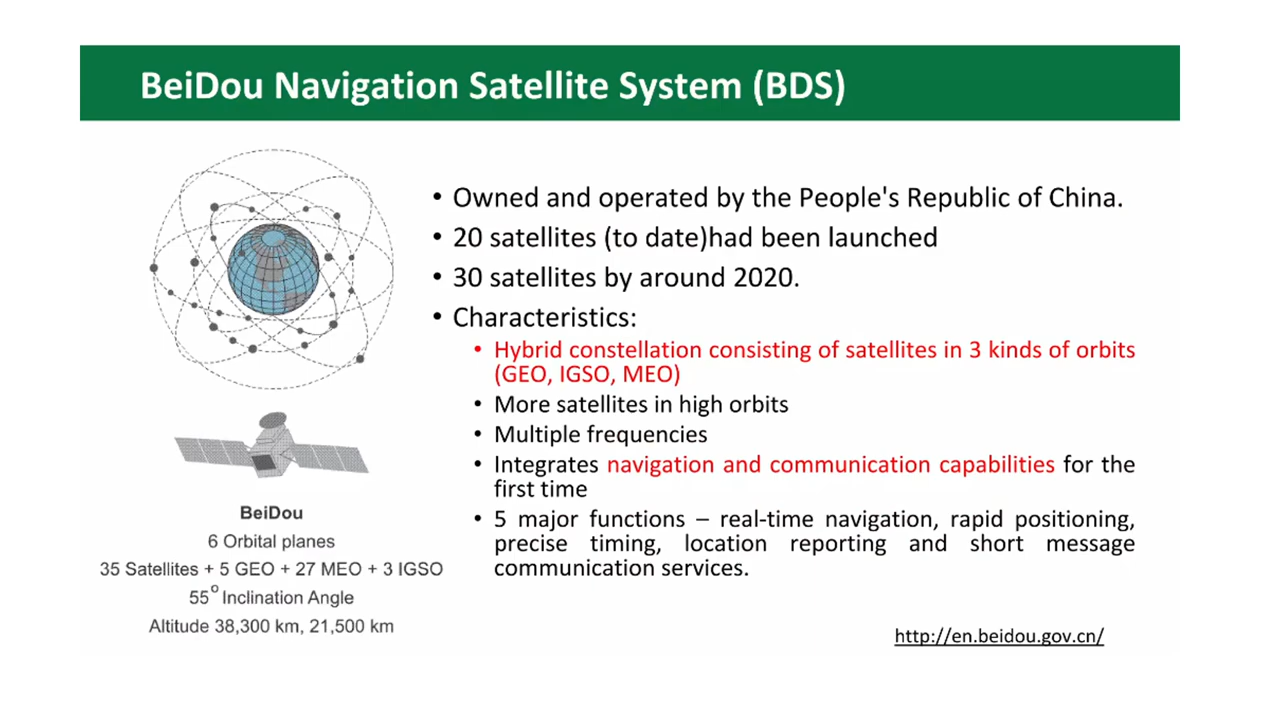 BeiDou Navigation Satellite System (BDS)
• Owned and operated by the People's Republic of China.
• 20 satellites (to date)had been launched
• 30 satellites by around 2020.
• Characteristics:
• Hybrid constellation consisting of satellites in 3 kinds of orbits
(GEO, IGSO, MEO)
• More satellites in high orbits
• Multiple frequencies
• Integrates navigation and communication capabilities for the
first time
• 5 major functions – real-time navigation, rapid positioning,
precise timing, location reporting and short message
communication services.
BeiDou
6 Orbital planes
35 Satellites + 5 GEO + 27 MEO + 3 IGSO
55° Inclination Angle
Altitude 38,300 km, 21,500 km
http://en.beidou.gov.cn/